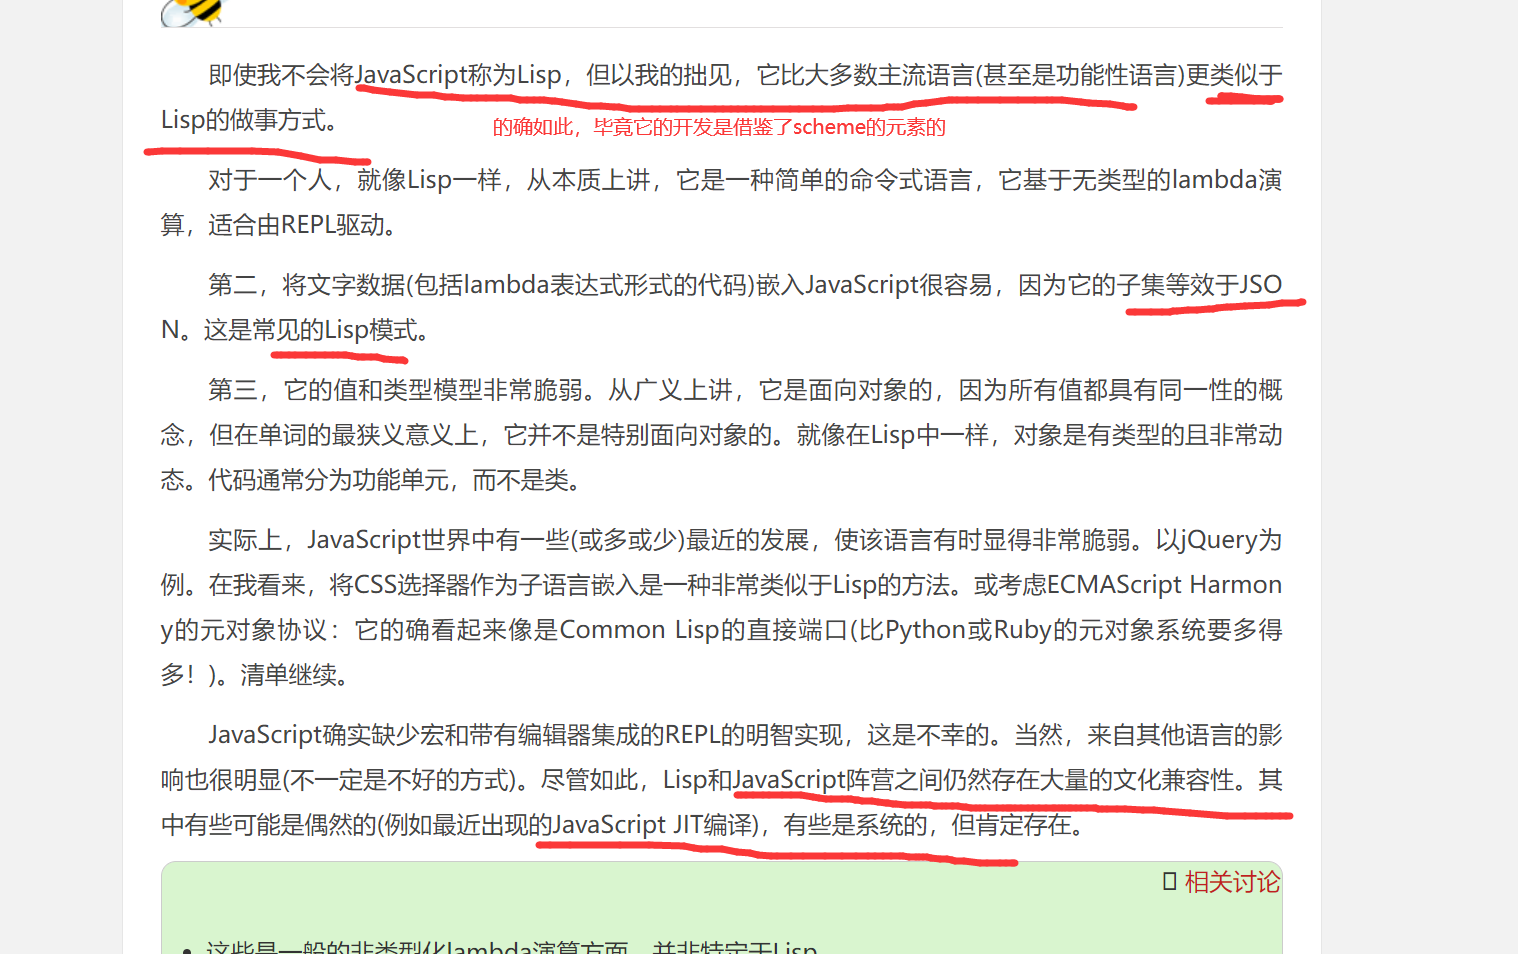 即使我不会将JavaScript称为Lisp，但以我的拙见，它比大多数主流语言(甚至是功能性语言)更类似于
Lisp的做事方式。
的确如此，毕竟它的开发是借鉴了scheme的元素的
对于一个人，就像Lisp一样，从本质上讲，它是一种简单的命令式语言，它基于无类型的lambda演
算，适合由REPL驱动。
第二，将文字数据(包括lambda表达式形式的代码)嵌入JavaScript很容易，因为它的子集等效于JSO
N。这是常见的Lisp模式。
第三，它的值和类型模型非常脆弱。从广义上讲，它是面向对象的，因为所有值都具有同一性的概
念，但在单词的最狭义意义上，它并不是特别面向对象的。就像在Lisp中一样，对象是有类型的且非常动
态。代码通常分为功能单元，而不是类。
实际上，JavaScript世界中有一些(或多或少)最近的发展，使该语言有时显得非常脆弱。以jQuery为
例。在我看来，将CSS选择器作为子语言嵌入是一种非常类似于Lisp的方法。或考虑ECMAScript Harmon
y的元对象协议：它的确看起来像是Common Lisp的直接端口(比Python或Ruby的元对象系统要多得
多！)。清单继续。
JavaScript确实缺少宏和带有编辑器集成的REPL的明智实现，这是不幸的。当然，来自其他语言的影
响也很明显(不一定是不好的方式)。尽管如此，Lisp和JavaScript阵营之间仍然存在大量的文化兼容性。其
中有些可能是偶然的(例如最近出现的JavaScript JIT编译)，有些是系统的，但肯定存在。
相关讨论
这些是一般的非类型化lambda演算方面，并非特定于Lisp